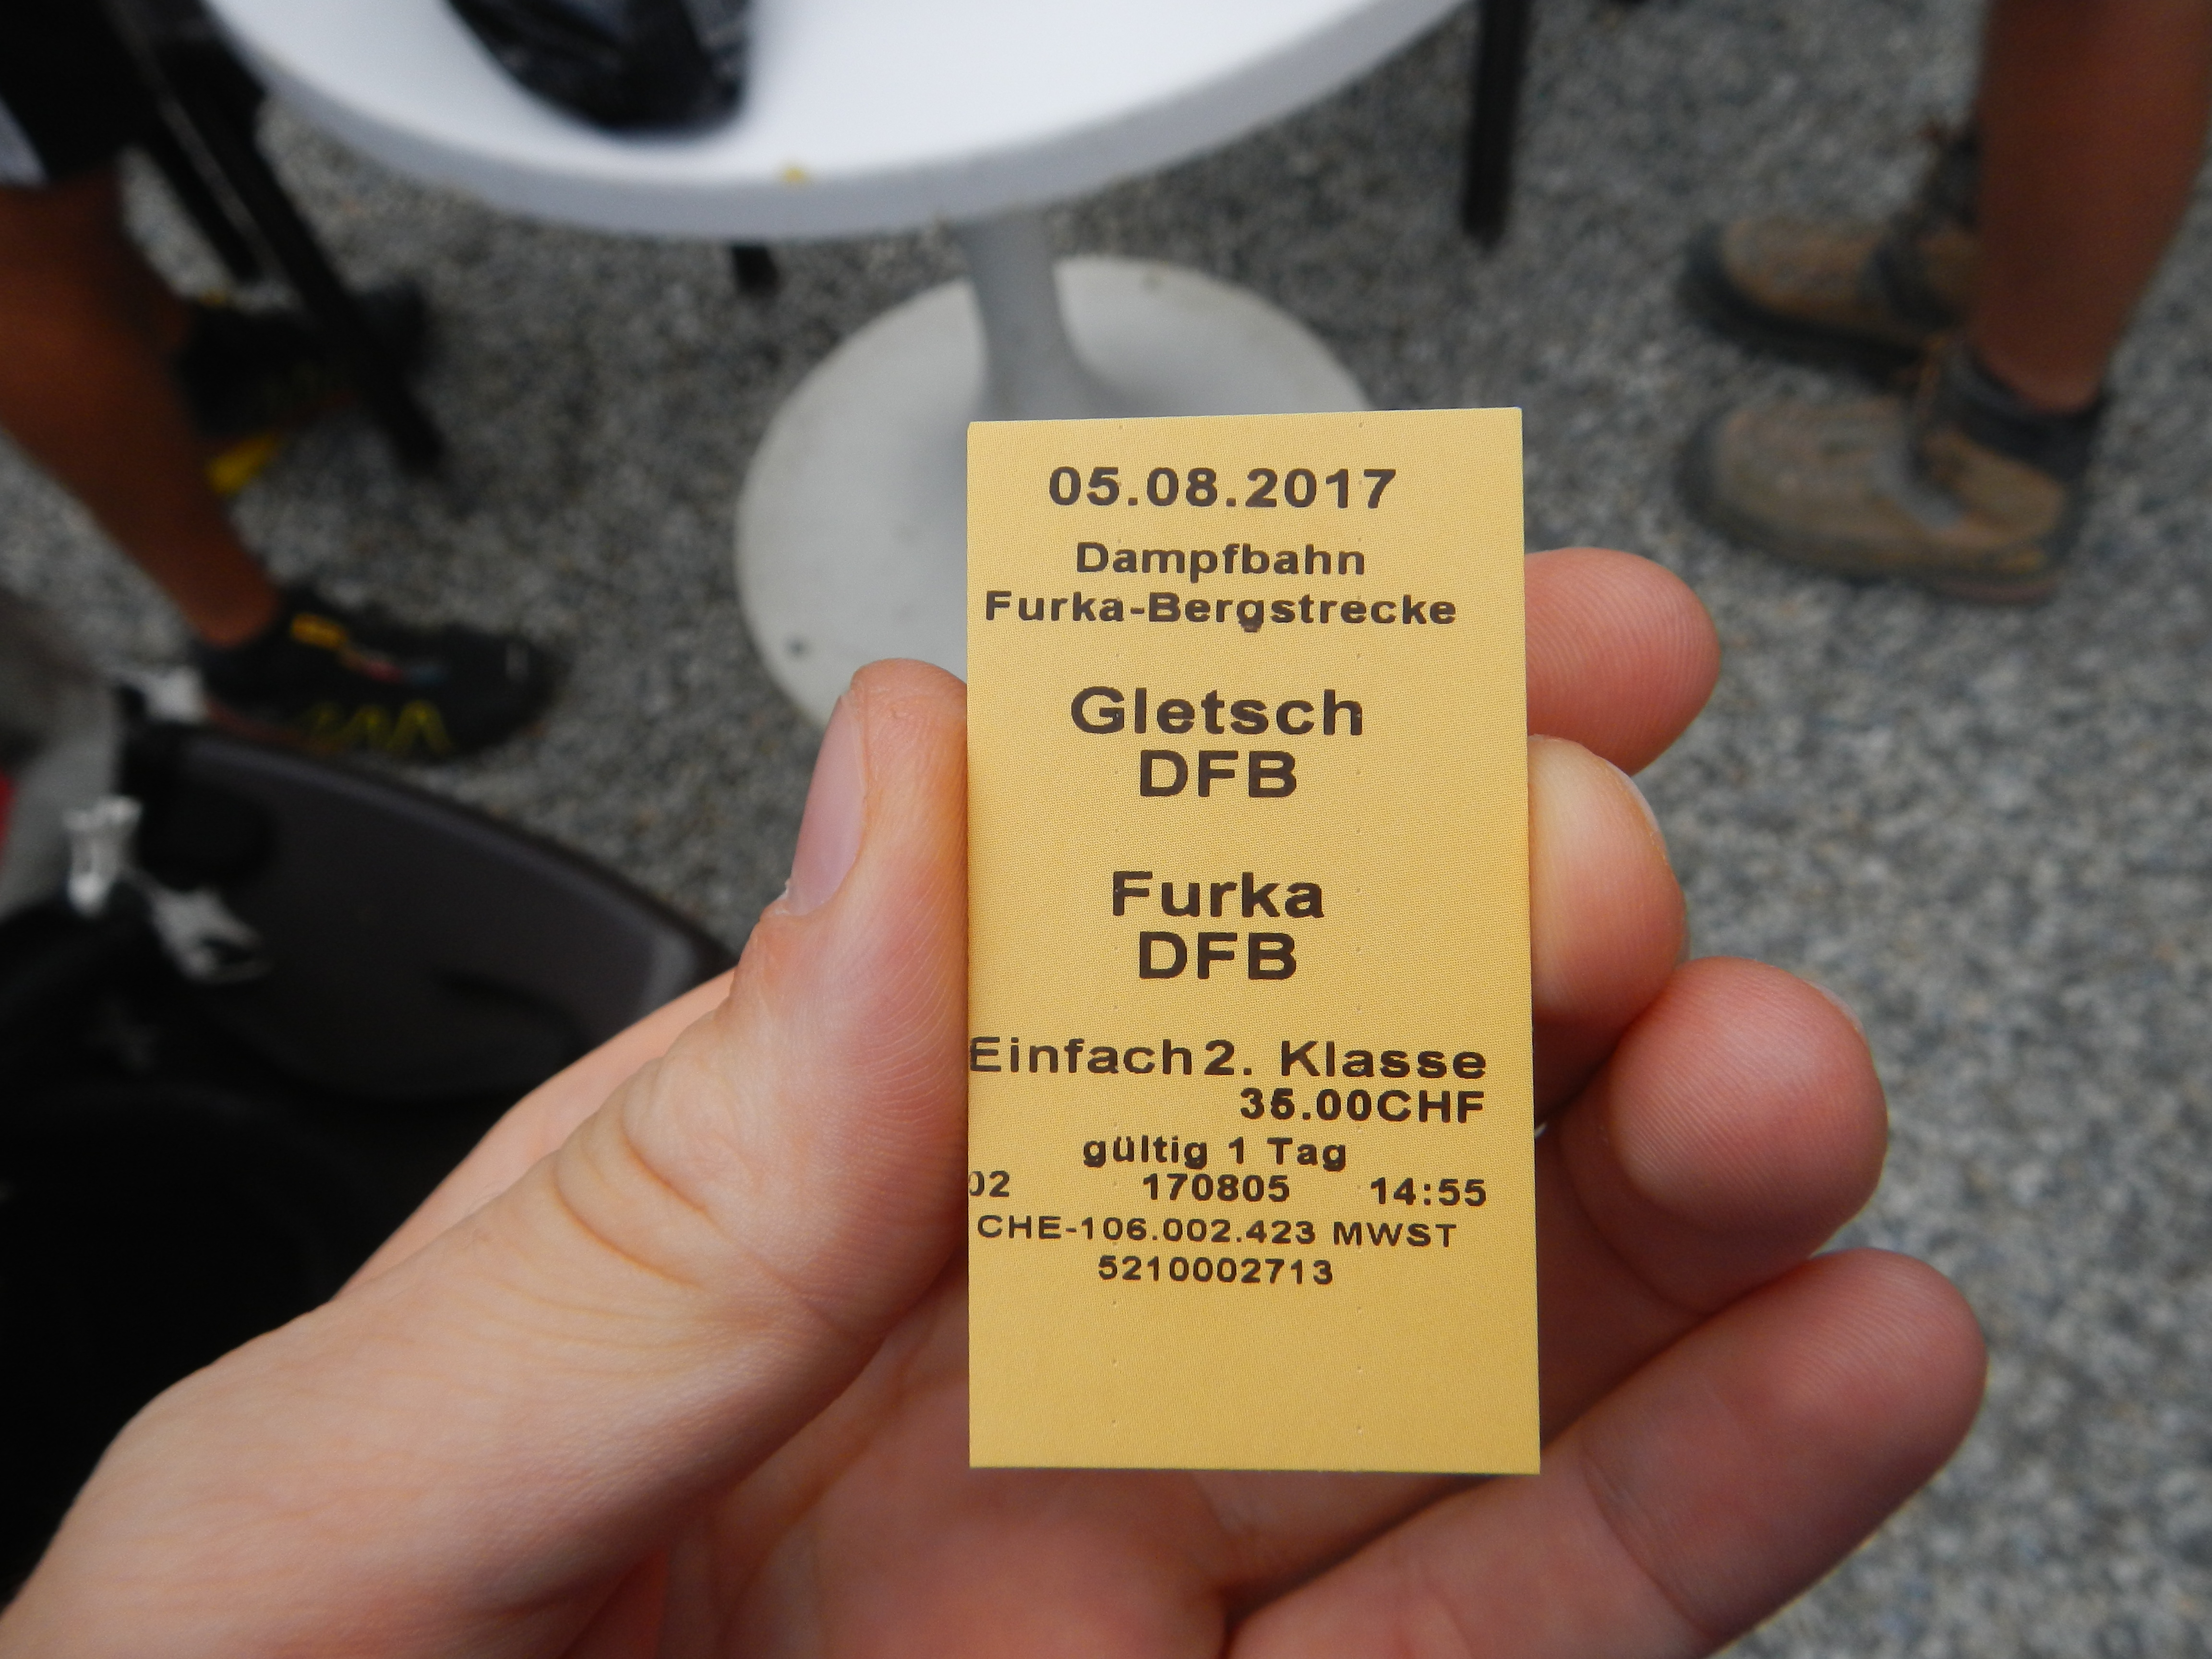 05.08.2017
Dampfbahn
Furka-Bergstrecke
Gletsch
DFB
Furka
DFB
Einfach 2. Klasse
35.00CHF
gültig 1 Tag
02 170805 14:55
CHE-106.002.423 MWST
5210002713